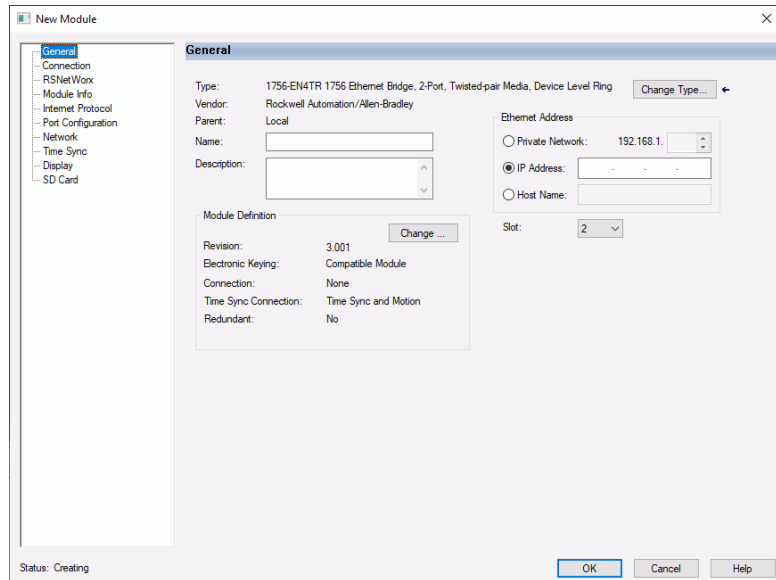 New Module
General
Connection
RSNetWorx
Module Info
Internet Protocol
Port Configuration
Network
Time Sync
Display
SD Card
General
Type: 1756-EN4TR 1756 Ethernet Bridge, 2-Port, Twisted-pair Media, Device Level Ring
Change Type...
Vendor: Rockwell Automation/Allen-Bradley
Parent: Local
Name:
Description:
Ethernet Address
Private Network: 192.168.1.
IP Address: . . .
Host Name:
Slot: 2
Module Definition
Change ...
Revision: 3.001
Electronic Keying: Compatible Module
Connection: None
Time Sync Connection: Time Sync and Motion
Redundant: No
Status: Creating
OK
Cancel
Help